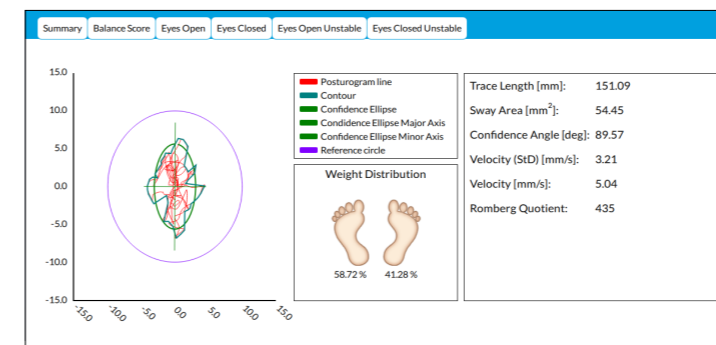 Summary Balance Score Eyes Open Eyes Closed Eyes Open Unstable Eyes Closed Unstable
15.0
10.0
5.0
0.0
-5.0
-10.0
-15.0
-15.0 -10.0 -5.0 0.0 5.0 10.0 15.0
Posturogram line
Contour
Confidence Ellipse
Condidence Ellipse Major Axis
Confidence Ellipse Minor Axis
Reference circle
Weight Distribution
58.72 % 41.28 %
Trace Length [mm]: 151.09
Sway Area [mm²]: 54.45
Confidence Angle [deg]: 89.57
Velocity (StD) [mm/s]: 3.21
Velocity [mm/s]: 5.04
Romberg Quotient: 435